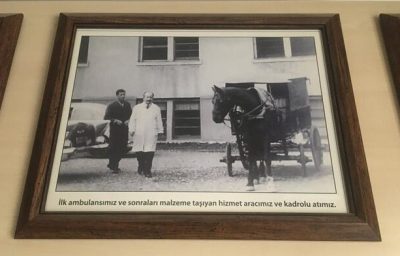 İlk ambulansımız ve sonraları malzeme taşıyan hizmet aracımız ve kadrolu atımız.